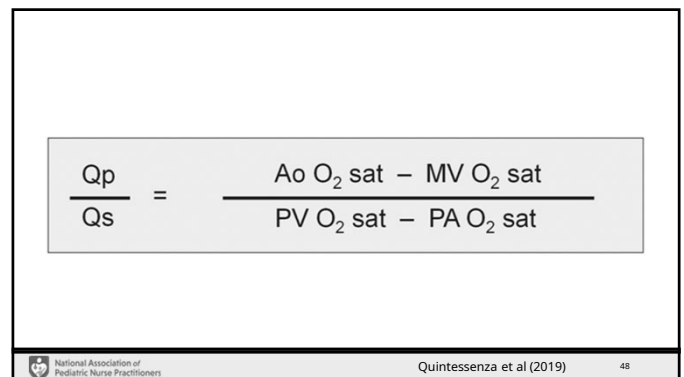 Qp / Qs = Ao O₂ sat – MV O₂ sat / PV O₂ sat – PA O₂ sat
National Association of
Pediatric Nurse Practitioners
Quintessenza et al (2019)
48